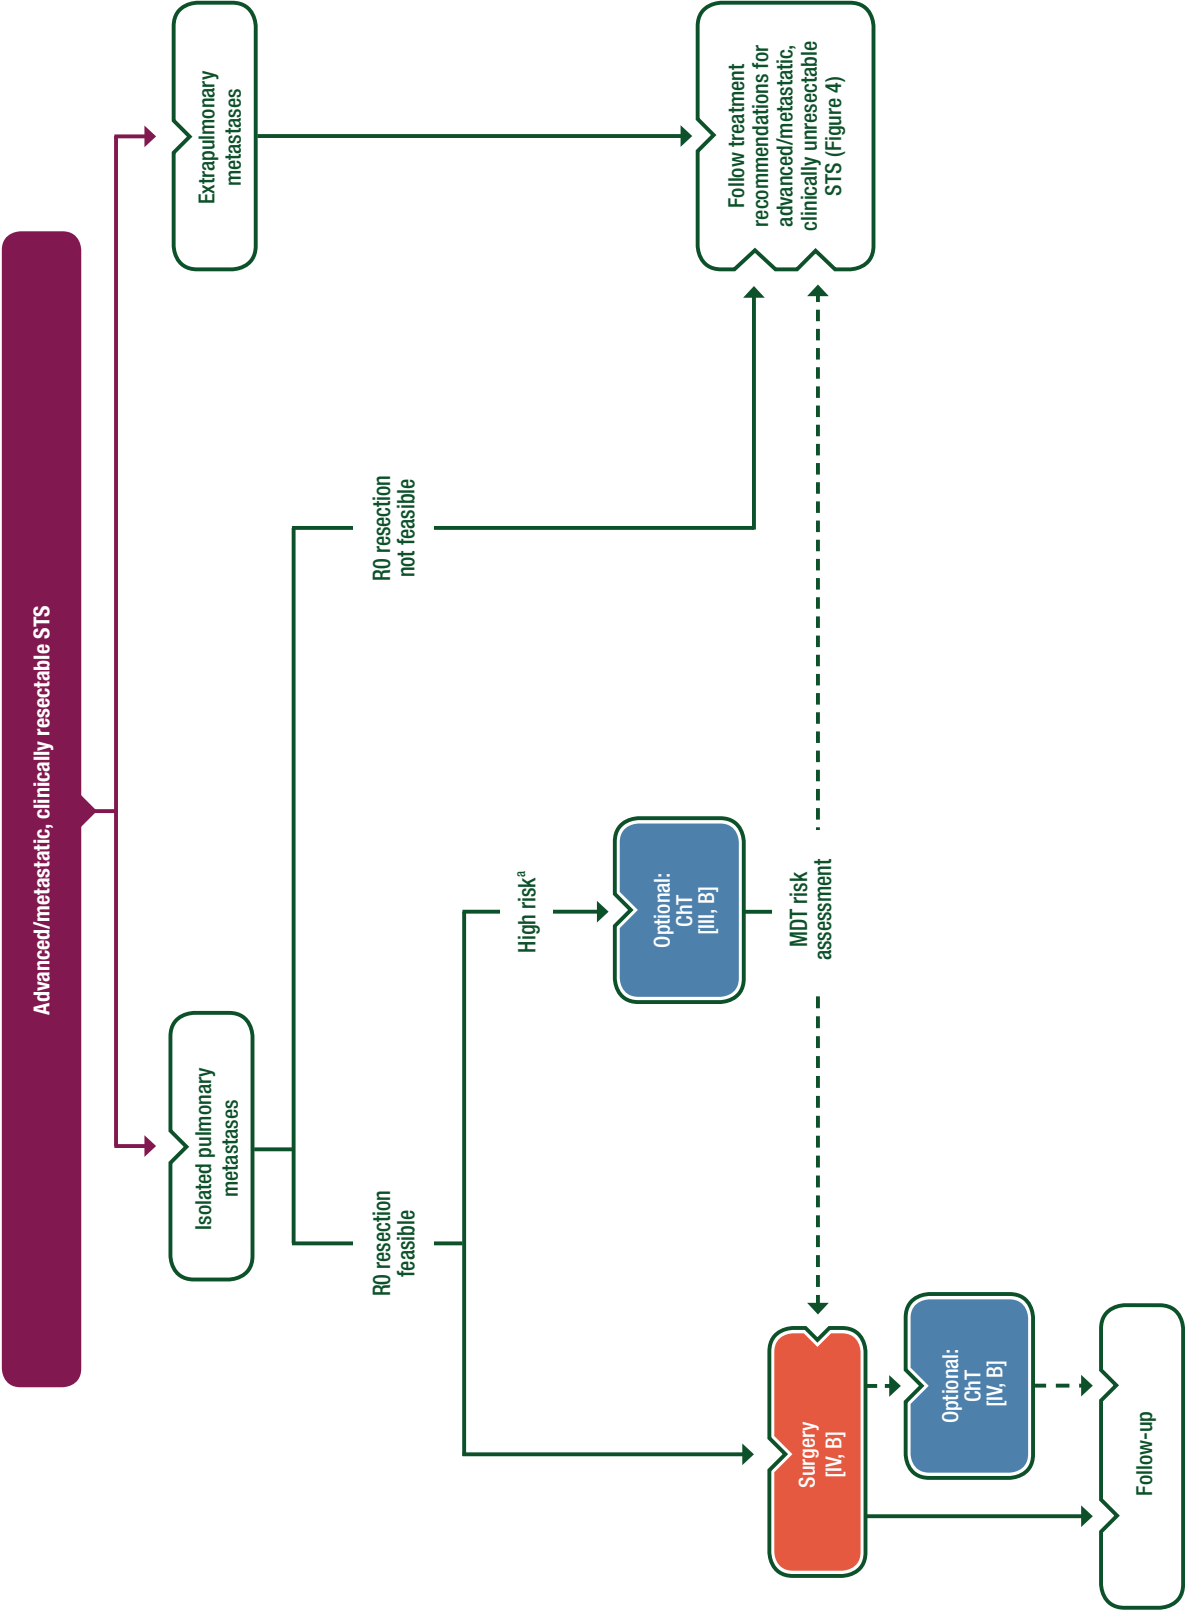 Advanced/metastatic, clinically resectable STS
Isolated pulmonary
metastases
Extrapulmonary
metastases
R0 resection
feasible
R0 resection
not feasible
High riskª
Optional:
ChT
[III, B]
MDT risk
assessment
Surgery
[IV, B]
Optional:
ChT
[IV, B]
Follow-up
Follow treatment
recommendations for
advanced/metastatic,
clinically unresectable
STS (Figure 4)